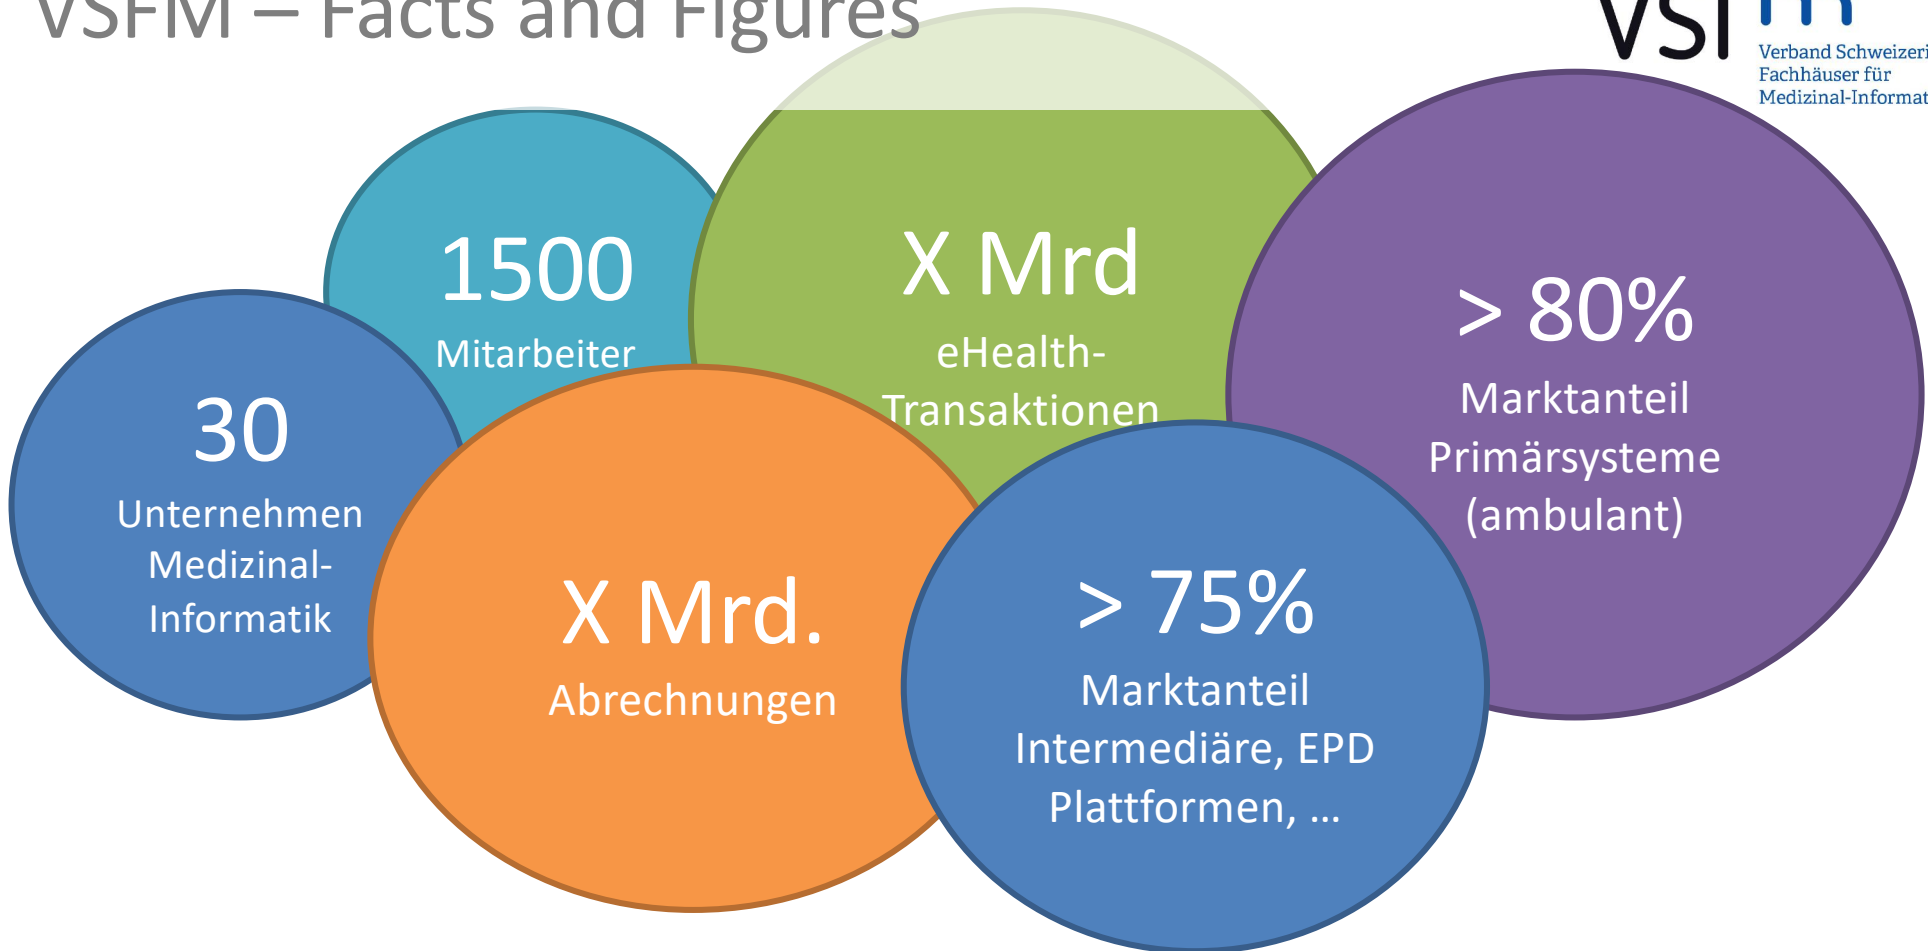 VSFM – Facts and Figures
Verband Schweizeri
Fachhäuser für
Medizinal-Informat
1500
Mitarbeiter
X Mrd
eHealth-
Transaktionen
> 80%
Marktanteil
Primärsysteme
(ambulant)
30
Unternehmen
Medizinal-
Informatik
X Mrd.
Abrechnungen
> 75%
Marktanteil
Intermediäre, EPD
Plattformen, ...